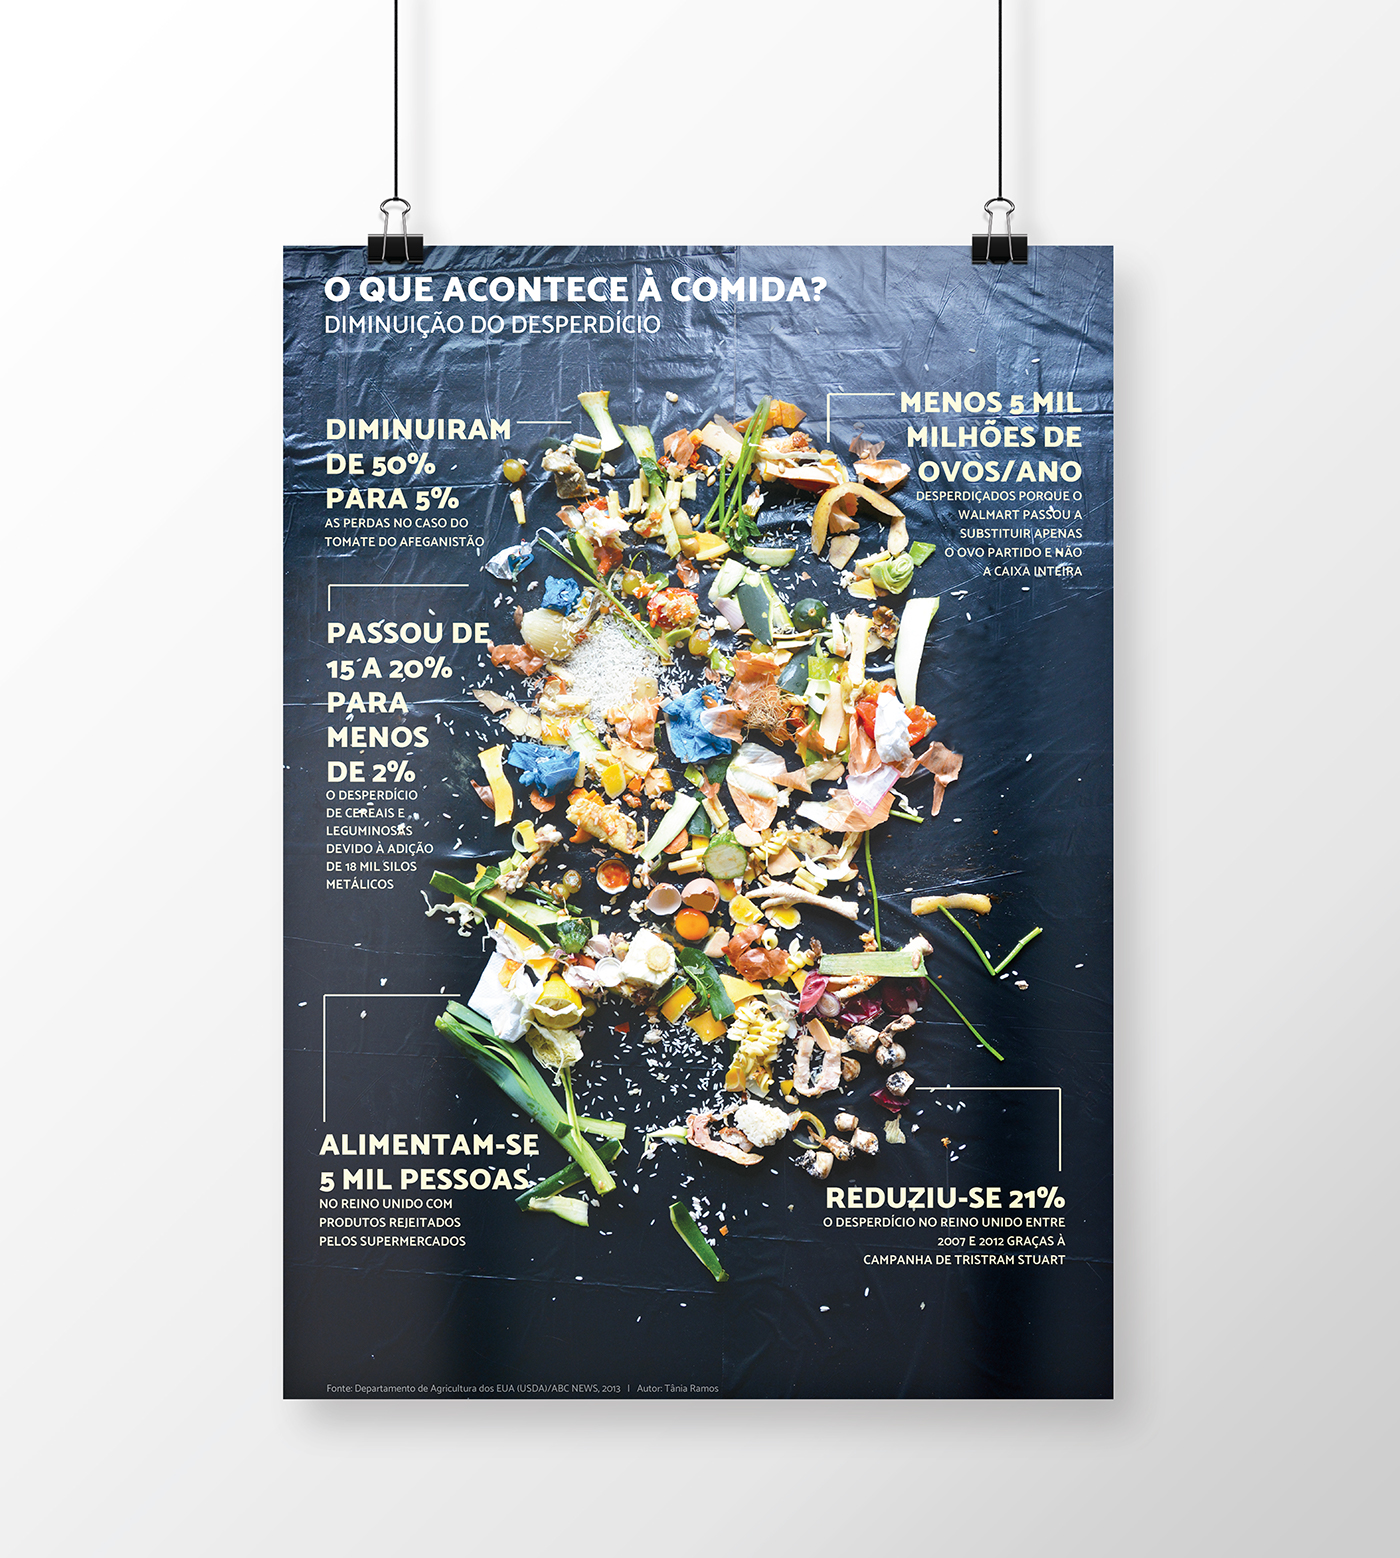 O QUE ACONTECE À COMIDA?
DIMINUIÇÃO DO DESPERDÍCIO
DIMINUIRAM
DE 50%
PARA 5%
AS PERDAS NO CASO DO
TOMATE DO AFEGANISTÃO
MENOS 5 MIL
MILHÕES DE
OVOS/ANO
DESPERDIÇADOS PORQUE O
WALMART PASSOU A
SUBSTITUIR APENAS
O OVO PARTIDO E NÃO
A CAIXA INTEIRA
PASSOU DE
15 A 20%
PARA
MENOS
DE 2%
O DESPERDÍCIO
DE CEREAIS E
LEGUMINOSAS
DEVIDO À ADIÇÃO
DE 18 MIL SILOS
METÁLICOS
ALIMENTAM-SE
5 MIL PESSOAS
NO REINO UNIDO COM
PRODUTOS REJEITADOS
PELOS SUPERMERCADOS
REDUZIU-SE 21%
O DESPERDÍCIO NO REINO UNIDO ENTRE
2007 E 2012 GRAÇAS À
CAMPANHA DE TRISTRAM STUART
Fonte: Departamento de Agricultura dos EUA (USDA)/ABC NEWS, 2013 | Autor: Tânia Ramos